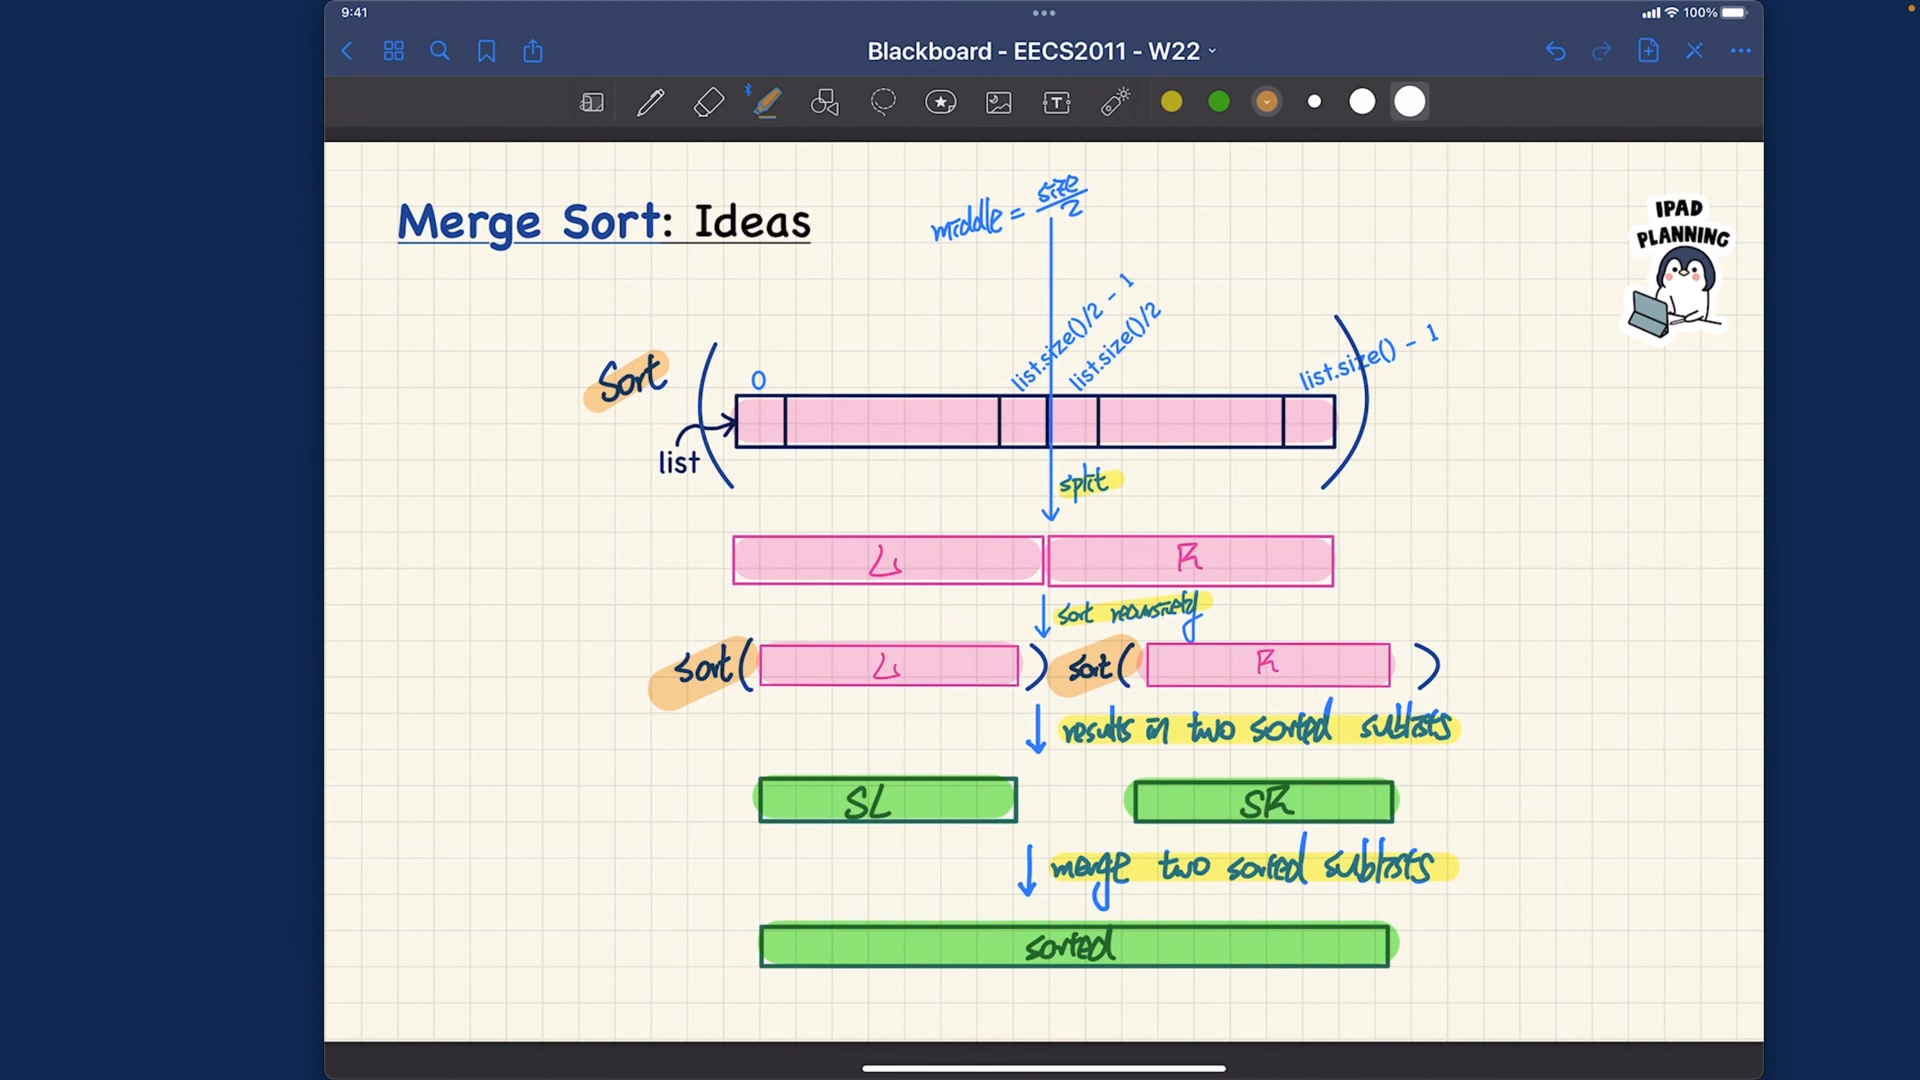 9:41
100%
Blackboard - EECS2011 - W22
Merge Sort: Ideas
middle = size/2
IPAD
PLANNING
list.size()/2 - 1
list.size()/2
list.size() - 1
Sort
0
list
split
L R
sort recursively
sort( L ) sort( R )
results in two sorted sublists
SL SR
merge two sorted sublists
sorted